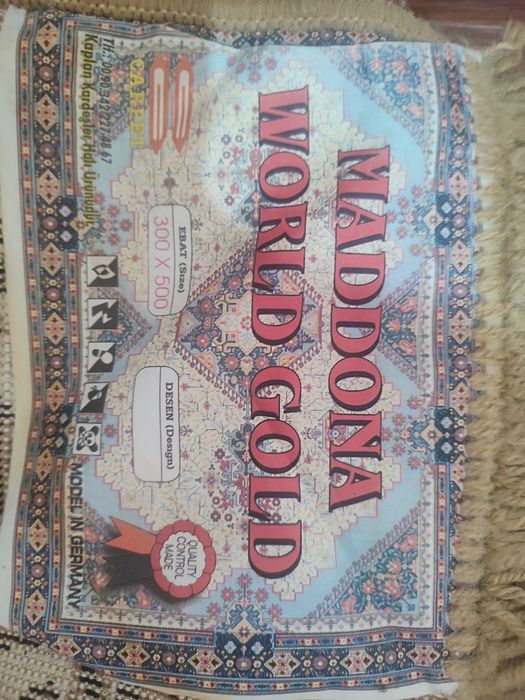 MADDONA
WORLD GOLD
CARPET
EBAT (Size)
300 X 500
DESEN (Design)
QUALITY
CONTROL
MADE
MODEL IN GERMANY